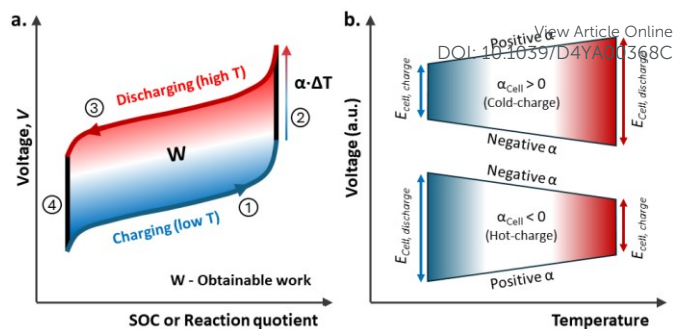 a.
Voltage, V
Discharging (high T)
③
α·ΔT
②
W
④
①
Charging (low T)
W - Obtainable work
SOC or Reaction quotient
b.
View Article Online
DOI: 10.1039/D4YA00368C
Voltage (a.u.)
Positive α
E_Cell, charge
α_Cell > 0
(Cold-charge)
E_Cell, discharge
Negative α
Negative α
E_Cell, discharge
α_Cell < 0
(Hot-charge)
E_Cell, charge
Positive α
Temperature